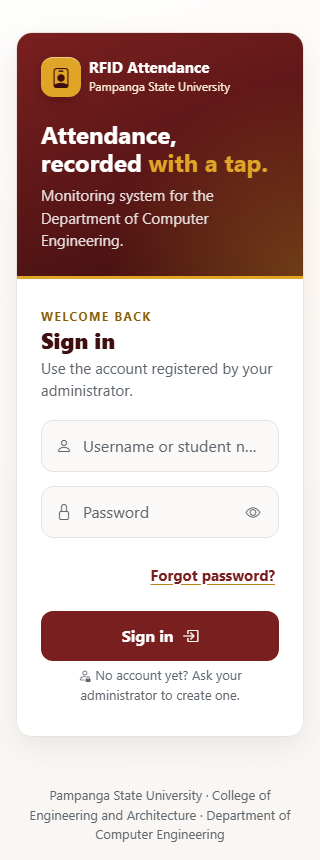 RFID Attendance
Pampanga State University
Attendance,
recorded with a tap.
Monitoring system for the
Department of Computer
Engineering.
WELCOME BACK
Sign in
Use the account registered by your
administrator.
Username or student n...
Password
Forgot password?
Sign in
No account yet? Ask your
administrator to create one.
Pampanga State University · College of
Engineering and Architecture · Department of
Computer Engineering